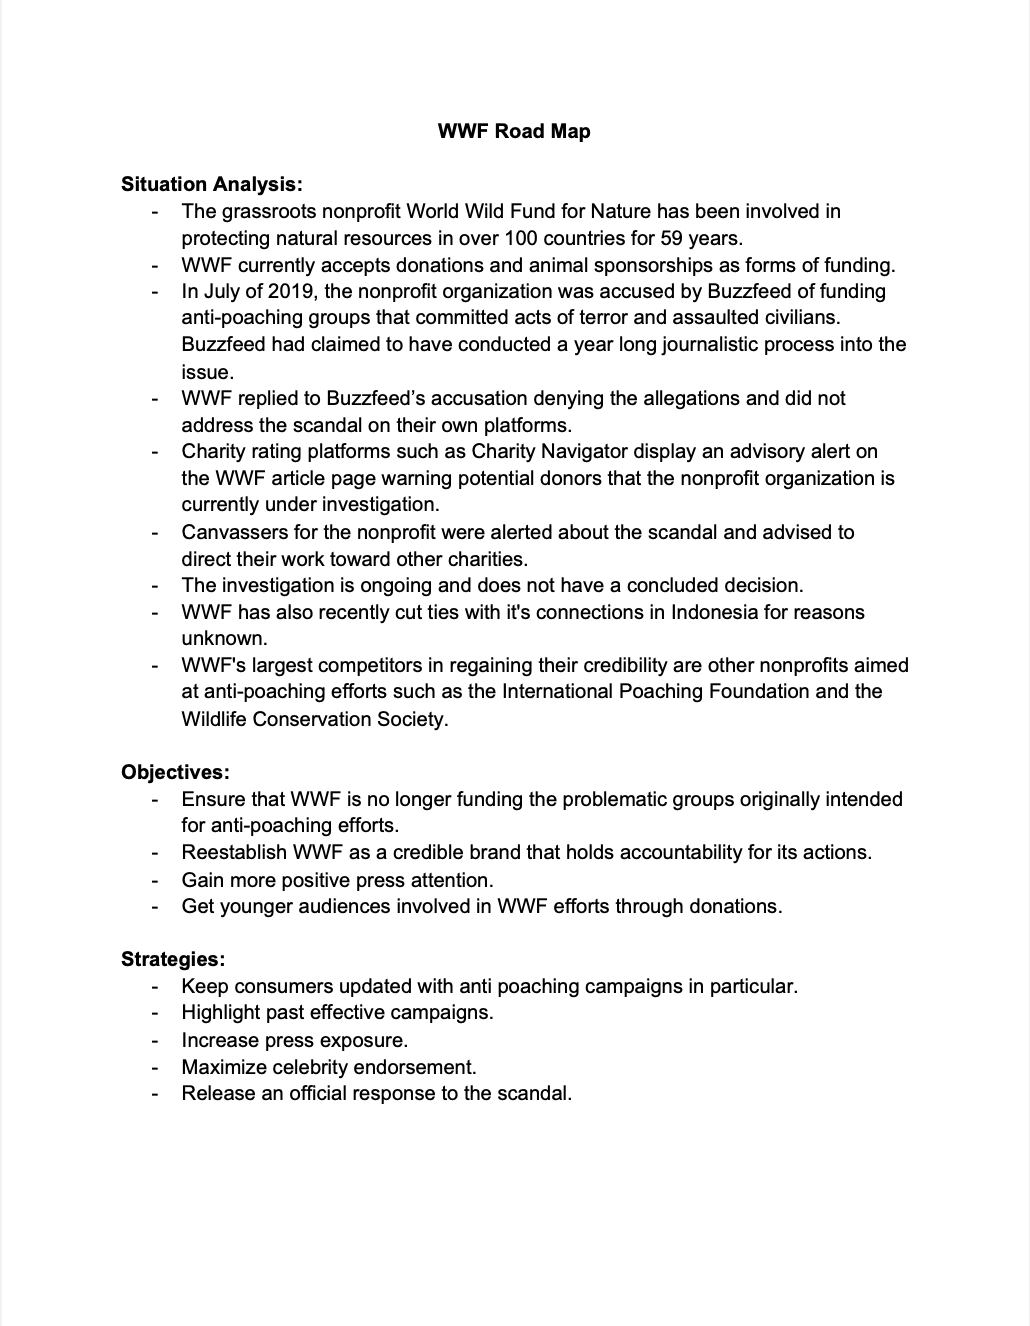 WWF Road Map
Situation Analysis:
- The grassroots nonprofit World Wild Fund for Nature has been involved in
protecting natural resources in over 100 countries for 59 years.
- WWF currently accepts donations and animal sponsorships as forms of funding.
- In July of 2019, the nonprofit organization was accused by Buzzfeed of funding
anti-poaching groups that committed acts of terror and assaulted civilians.
Buzzfeed had claimed to have conducted a year long journalistic process into the
issue.
- WWF replied to Buzzfeed’s accusation denying the allegations and did not
address the scandal on their own platforms.
- Charity rating platforms such as Charity Navigator display an advisory alert on
the WWF article page warning potential donors that the nonprofit organization is
currently under investigation.
- Canvassers for the nonprofit were alerted about the scandal and advised to
direct their work toward other charities.
- The investigation is ongoing and does not have a concluded decision.
- WWF has also recently cut ties with it's connections in Indonesia for reasons
unknown.
- WWF's largest competitors in regaining their credibility are other nonprofits aimed
at anti-poaching efforts such as the International Poaching Foundation and the
Wildlife Conservation Society.
Objectives:
- Ensure that WWF is no longer funding the problematic groups originally intended
for anti-poaching efforts.
- Reestablish WWF as a credible brand that holds accountability for its actions.
- Gain more positive press attention.
- Get younger audiences involved in WWF efforts through donations.
Strategies:
- Keep consumers updated with anti poaching campaigns in particular.
- Highlight past effective campaigns.
- Increase press exposure.
- Maximize celebrity endorsement.
- Release an official response to the scandal.